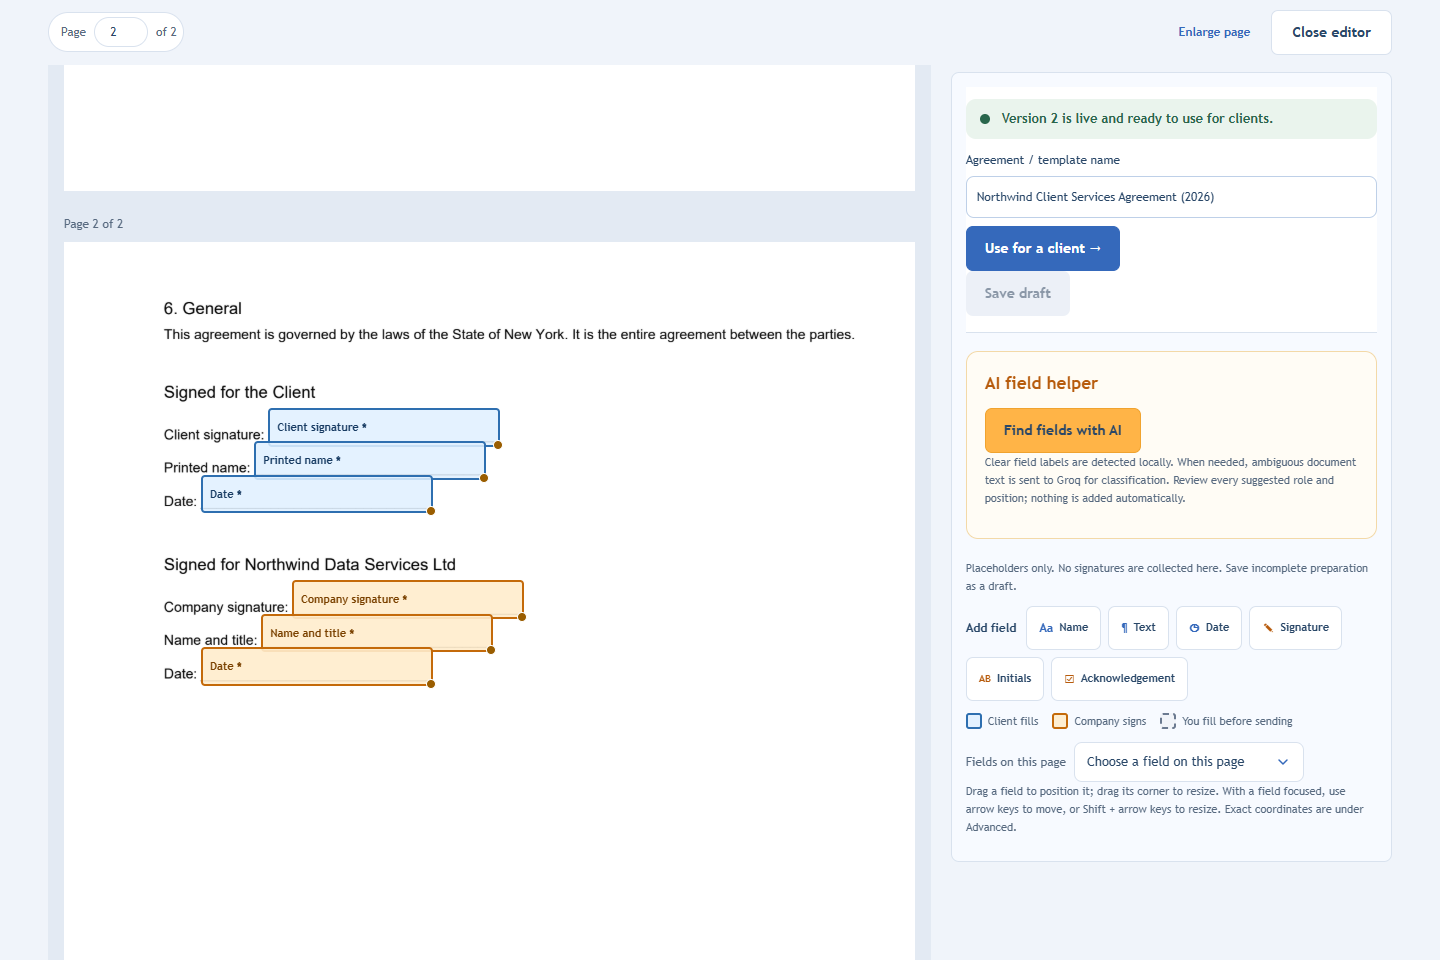 Page 2 of 2
Enlarge page
Close editor
Page 2 of 2
6. General
This agreement is governed by the laws of the State of New York. It is the entire agreement between the parties.
Signed for the Client
Client signature: Client signature *
Printed name: Printed name *
Date: Date *
Signed for Northwind Data Services Ltd
Company signature: Company signature *
Name and title: Name and title *
Date: Date *
Version 2 is live and ready to use for clients.
Agreement / template name
Northwind Client Services Agreement (2026)
Use for a client →
Save draft
AI field helper
Find fields with AI
Clear field labels are detected locally. When needed, ambiguous document
text is sent to Groq for classification. Review every suggested role and
position; nothing is added automatically.
Placeholders only. No signatures are collected here. Save incomplete preparation
as a draft.
Add field Aa Name ¶ Text Date Signature
AB Initials Acknowledgement
Client fills Company signs You fill before sending
Fields on this page Choose a field on this page
Drag a field to position it; drag its corner to resize. With a field focused, use
arrow keys to move, or Shift + arrow keys to resize. Exact coordinates are under
Advanced.